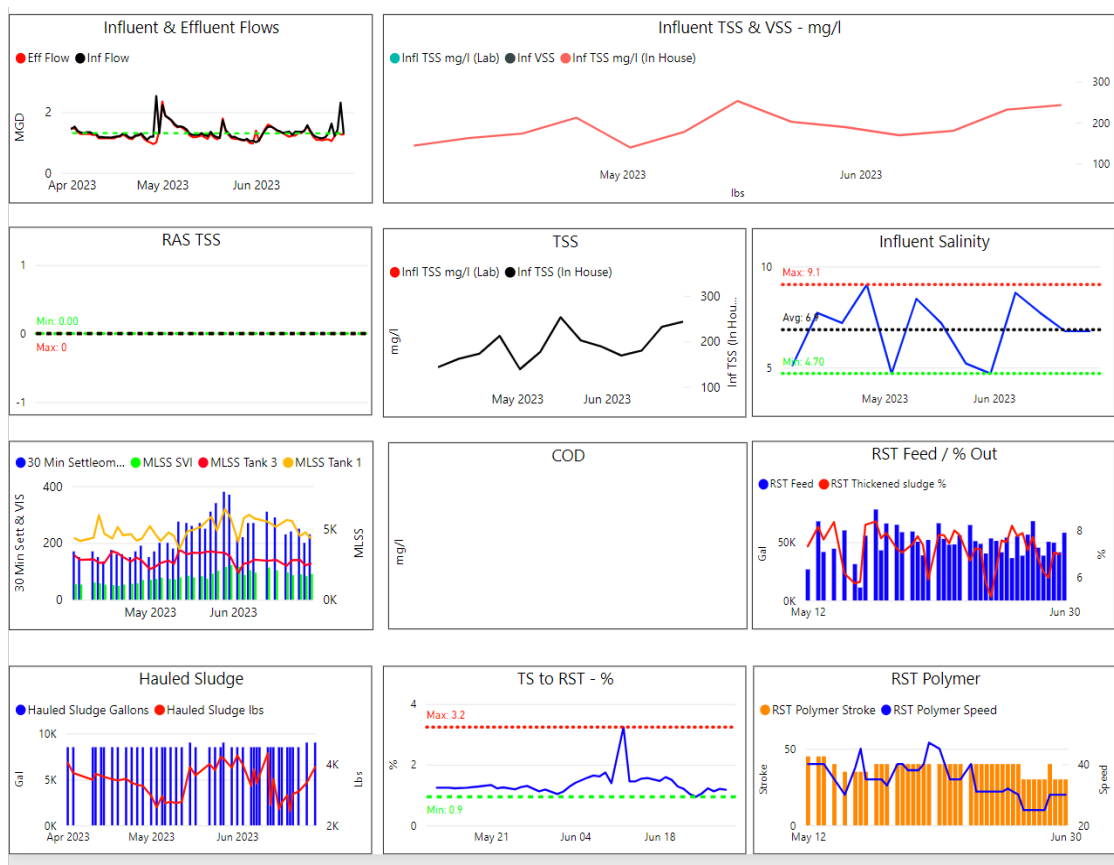 Influent & Effluent Flows
Eff Flow Inf Flow
2
MGD
0
Apr 2023 May 2023 Jun 2023
Influent TSS & VSS - mg/l
Infl TSS mg/l (Lab) Inf VSS Infl TSS mg/l (In House)
300
200
100
May 2023 Jun 2023
lbs
RAS TSS
1
Min: 0.00
0
Max: 0
-1
TSS
Infl TSS mg/l (Lab) Inf TSS (In House)
300
200
100
mg/l
Inf TSS (In Hou...
May 2023 Jun 2023
Influent Salinity
10
Max: 9.1
Avg: 6.9
5
Min: 4.70
May 2023 Jun 2023
30 Min Settleom... MLSS SVI MLSS Tank 3 MLSS Tank 1
400
200
0
30 Min Sett & VIS
5K
0K
MLSS
May 2023 Jun 2023
COD
mg/l
RST Feed / % Out
RST Feed RST Thickened sludge %
50K
0K
Gal
8
6
%
May 12 Jun 30
Hauled Sludge
Hauled Sludge Gallons Hauled Sludge lbs
10K
5K
0K
Gal
4K
2K
Lbs
Apr 2023 May 2023 Jun 2023
TS to RST - %
4
Max: 3.2
2
Min: 0.9
0
%
May 21 Jun 04 Jun 18
RST Polymer
RST Polymer Stroke RST Polymer Speed
50
0
Stroke
40
20
Speed
May 12 Jun 30